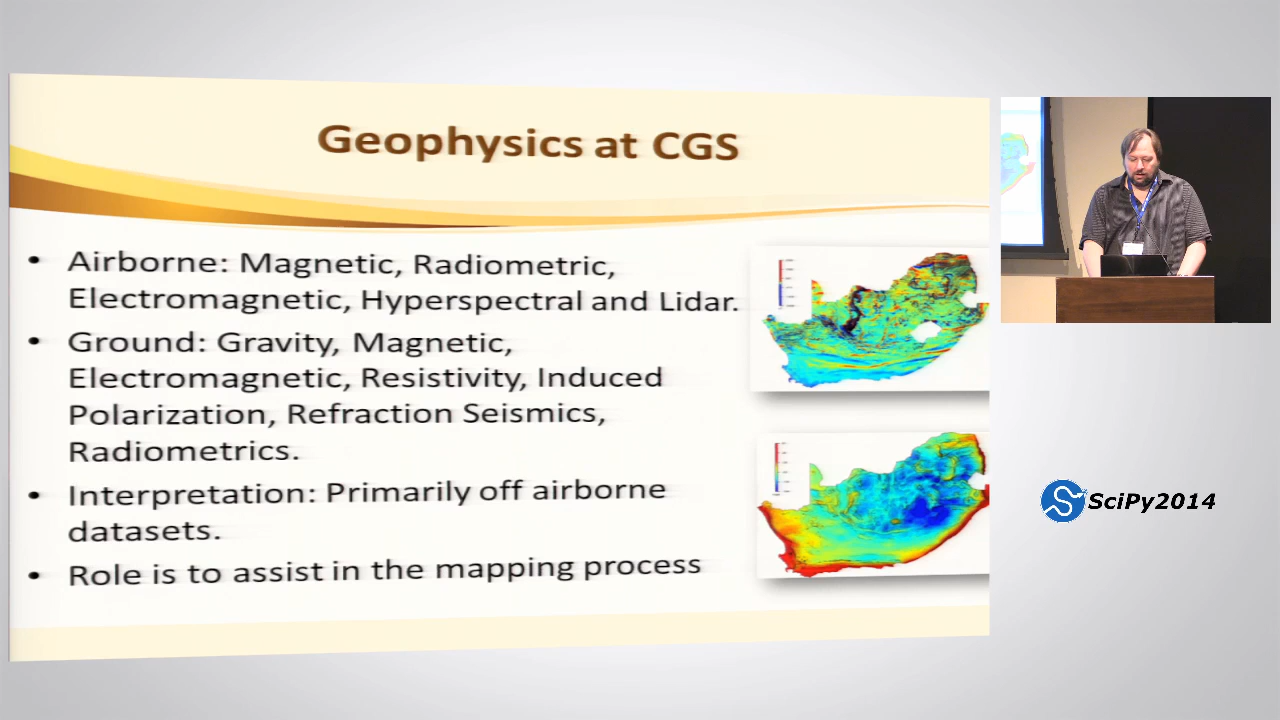 Geophysics at CGS
• Airborne: Magnetic, Radiometric,
Electromagnetic, Hyperspectral and Lidar.
• Ground: Gravity, Magnetic,
Electromagnetic, Resistivity, Induced
Polarization, Refraction Seismics,
Radiometrics.
• Interpretation: Primarily off airborne
datasets.
• Role is to assist in the mapping process
SciPy2014